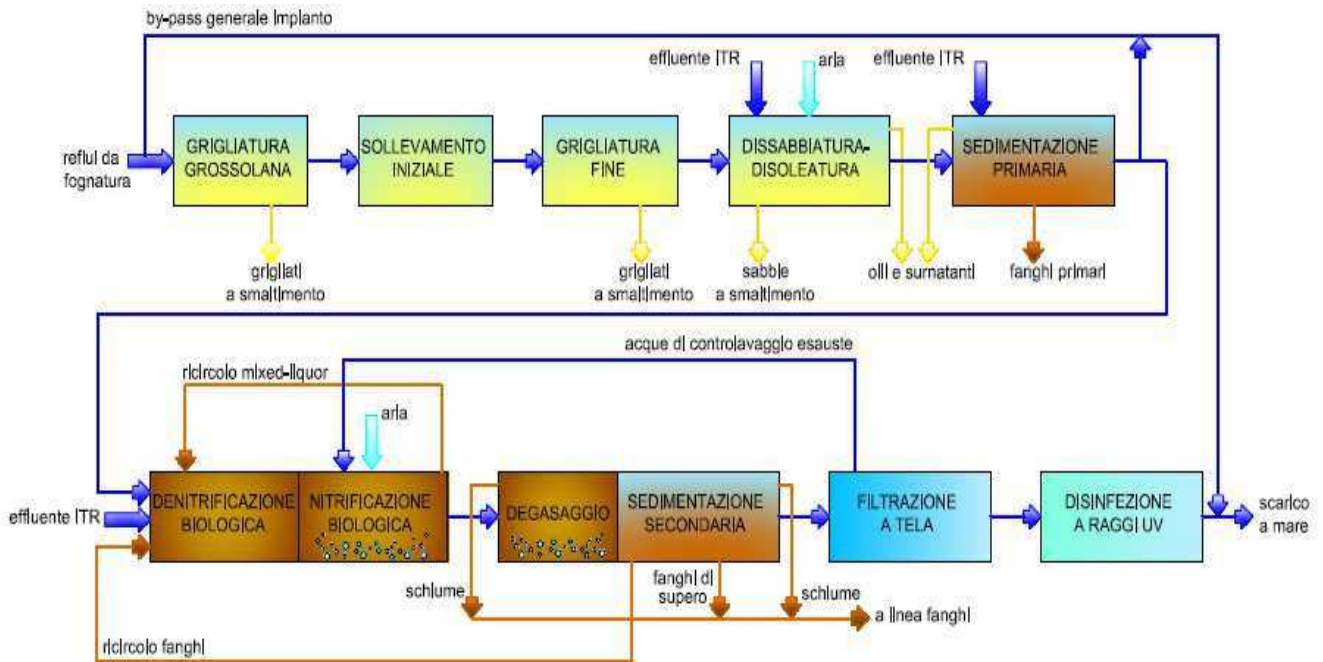 by-pass generale impianto
effluente ITR
aria
effluente ITR
reflui da
fognatura
GRIGLIATURA
GROSSOLANA
SOLLEVAMENTO
INIZIALE
GRIGLIATURA
FINE
DISSABBIATURA-
DISOLEATURA
SEDIMENTAZIONE
PRIMARIA
grigliati
a smaltimento
grigliati
a smaltimento
sabbie
a smaltimento
olii e surnatanti
fanghi primari
acque di controlavaggio esauste
ricircolo mixed-liquor
aria
effluente ITR
DENITRIFICAZIONE
BIOLOGICA
NITRIFICAZIONE
BIOLOGICA
DEGASAGGIO
SEDIMENTAZIONE
SECONDARIA
FILTRAZIONE
A TELA
DISINFEZIONE
A RAGGI UV
scarico
a mare
schiume
fanghi di
supero
schiume
a linea fanghi
ricircolo fanghi